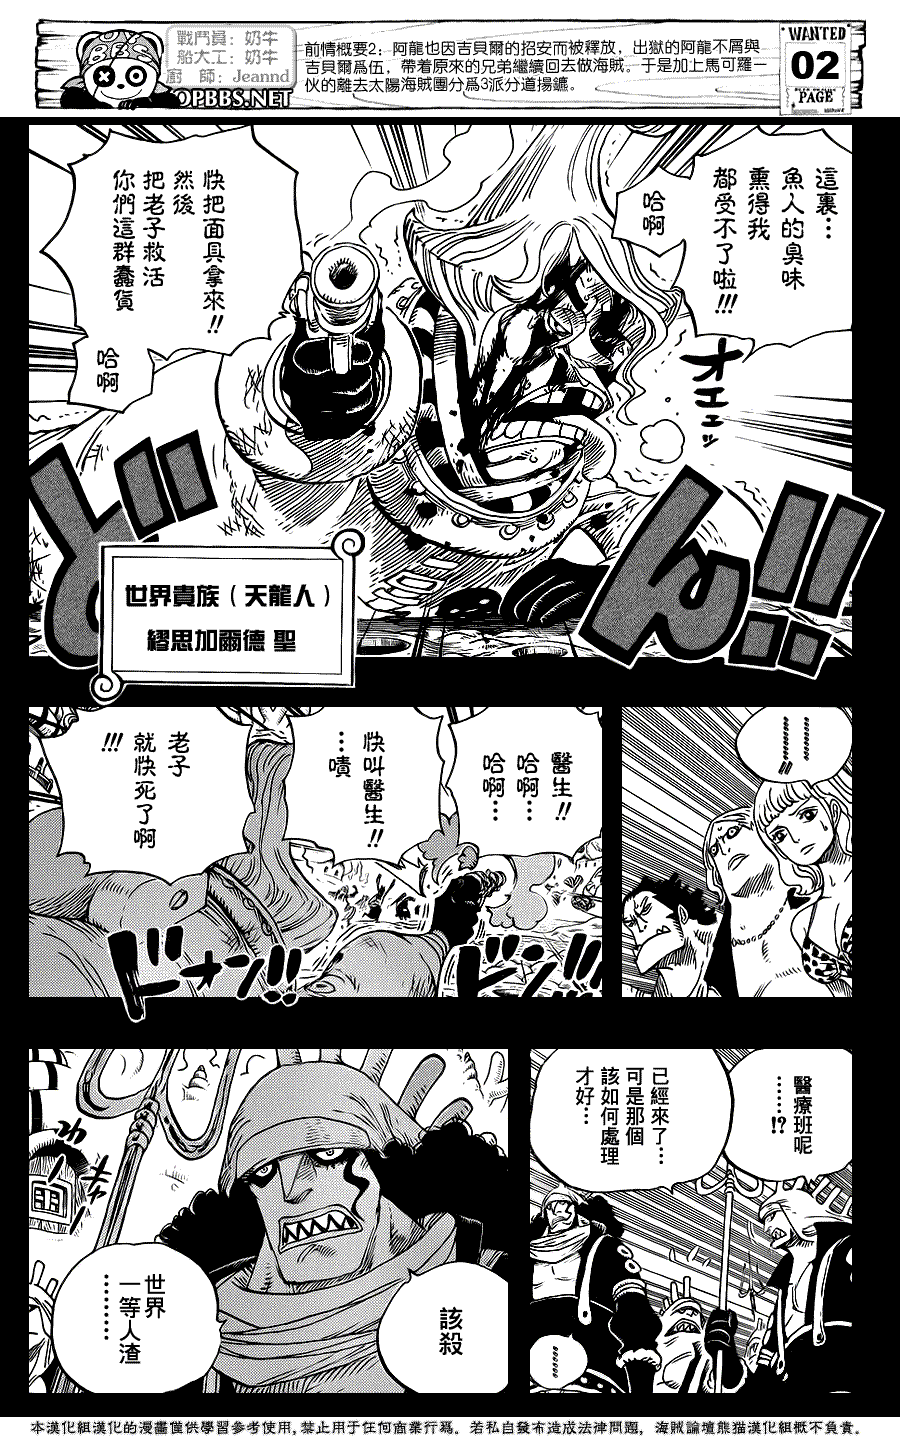 戰鬥員：奶牛
船大工：奶牛
廚　師：Jeannd
OPBBS.NET
前情概要2：阿龍也因吉貝爾的招安而被釋放，出獄的阿龍不屑與
吉貝爾爲伍，帶着原來的兄弟繼續回去做海賊。于是加上馬可羅一
伙的離去太陽海賊團分爲3派分道揚鑣。
WANTED
02
PAGE
這裏…
魚人的臭味
熏得我
都受不了啦!!!
哈啊
快把面具拿來!!
然後
把老子救活
你們這群蠢貨
哈啊
オエエッ
どん!!
世界貴族（天龍人）
繆思加爾德 聖
………
………
醫生!!
哈啊…
哈啊…
快叫醫生!!
…嘖
老子
就快死了啊
!!!
ドォン!!
ドオーン!!
醫療班呢
……!?
已經來了…
可是那個
該如何處理
才好…
……
該殺
世界
一等人渣
………
本漢化組漢化的漫畫僅供學習參考使用,禁止用于任何商業行爲。若私自發布造成法律問題，海賊論壇熊猫漢化組概不負責。